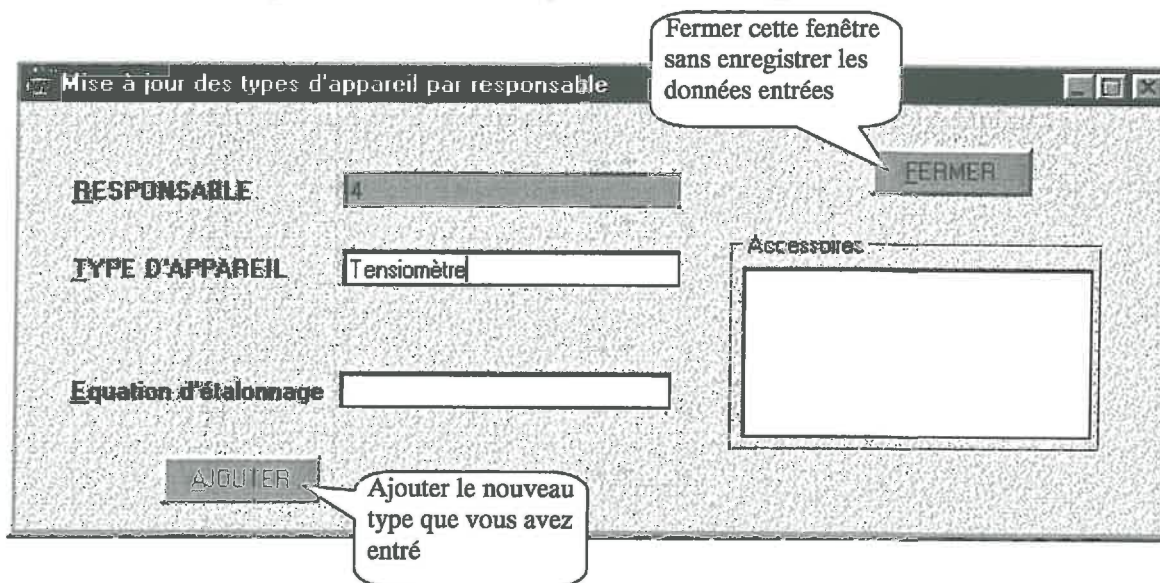 Fermer cette fenêtre
sans enregistrer les
données entrées
Mise à jour des types d'appareil par responsable
FERMER
RESPONSABLE
4
Accessoires
TYPE D'APPAREIL
Tensiomètre
Equation d'étalonnage
AJOUTER
Ajouter le nouveau
type que vous avez
entré